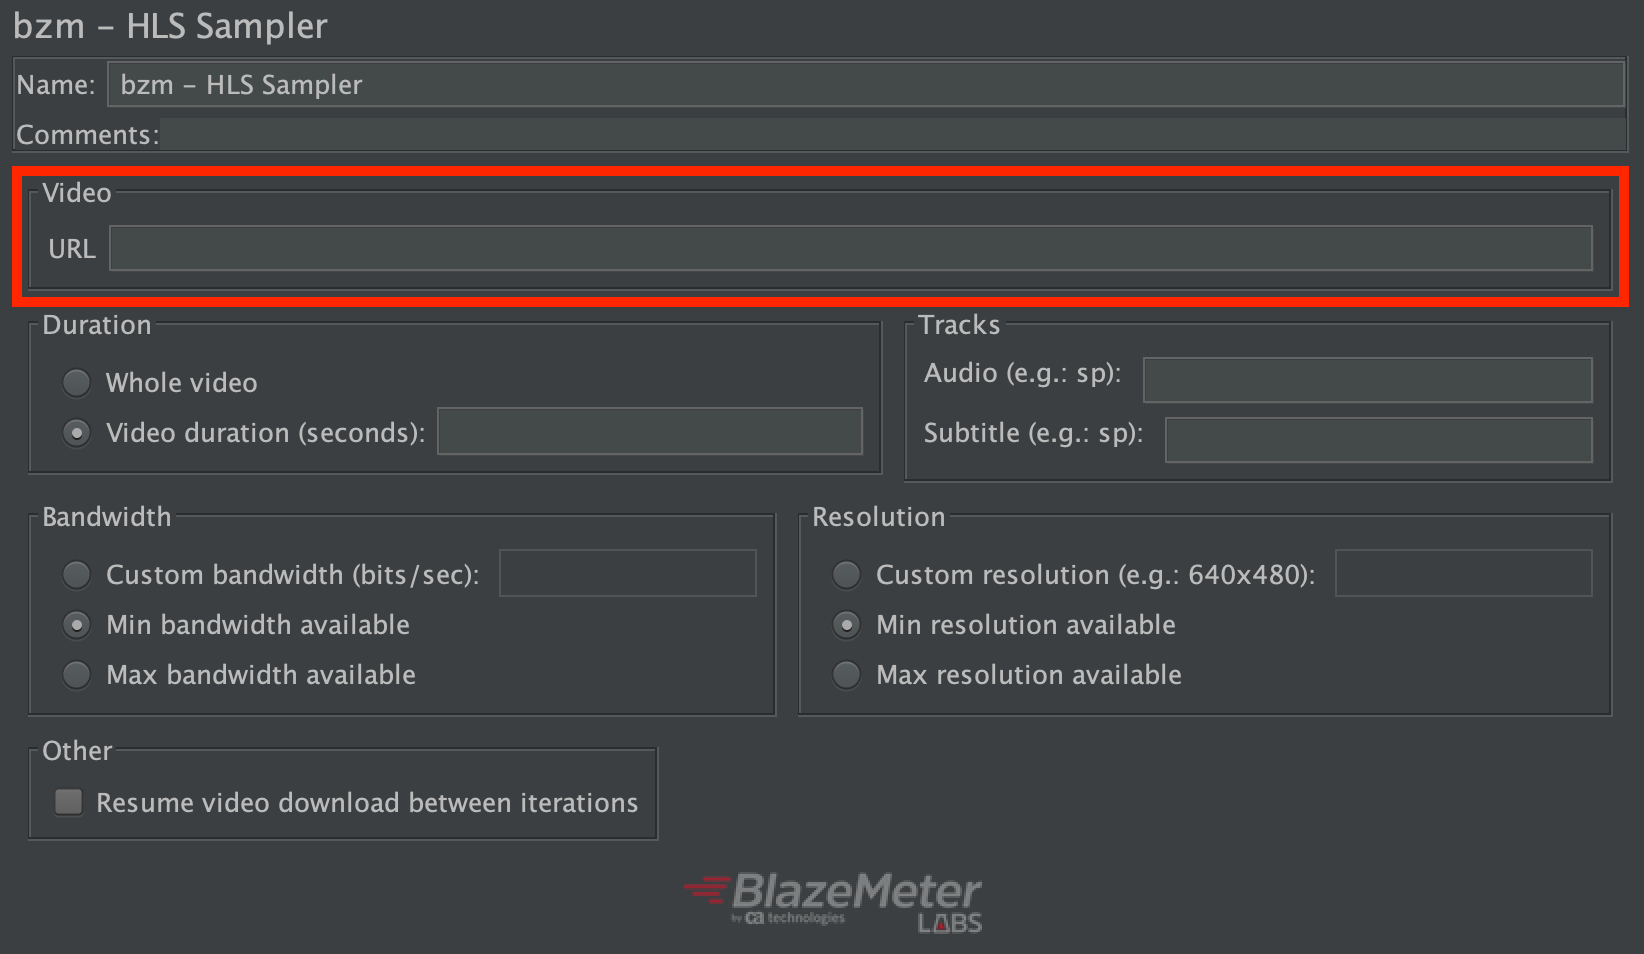 bzm - HLS Sampler
Name: bzm - HLS Sampler
Comments:
Video
URL
Duration
Whole video
Video duration (seconds):
Tracks
Audio (e.g.: sp):
Subtitle (e.g.: sp):
Bandwidth
Custom bandwidth (bits/sec):
Min bandwidth available
Max bandwidth available
Resolution
Custom resolution (e.g.: 640x480):
Min resolution available
Max resolution available
Other
Resume video download between iterations
BlazeMeter
by ca technologies
LABS